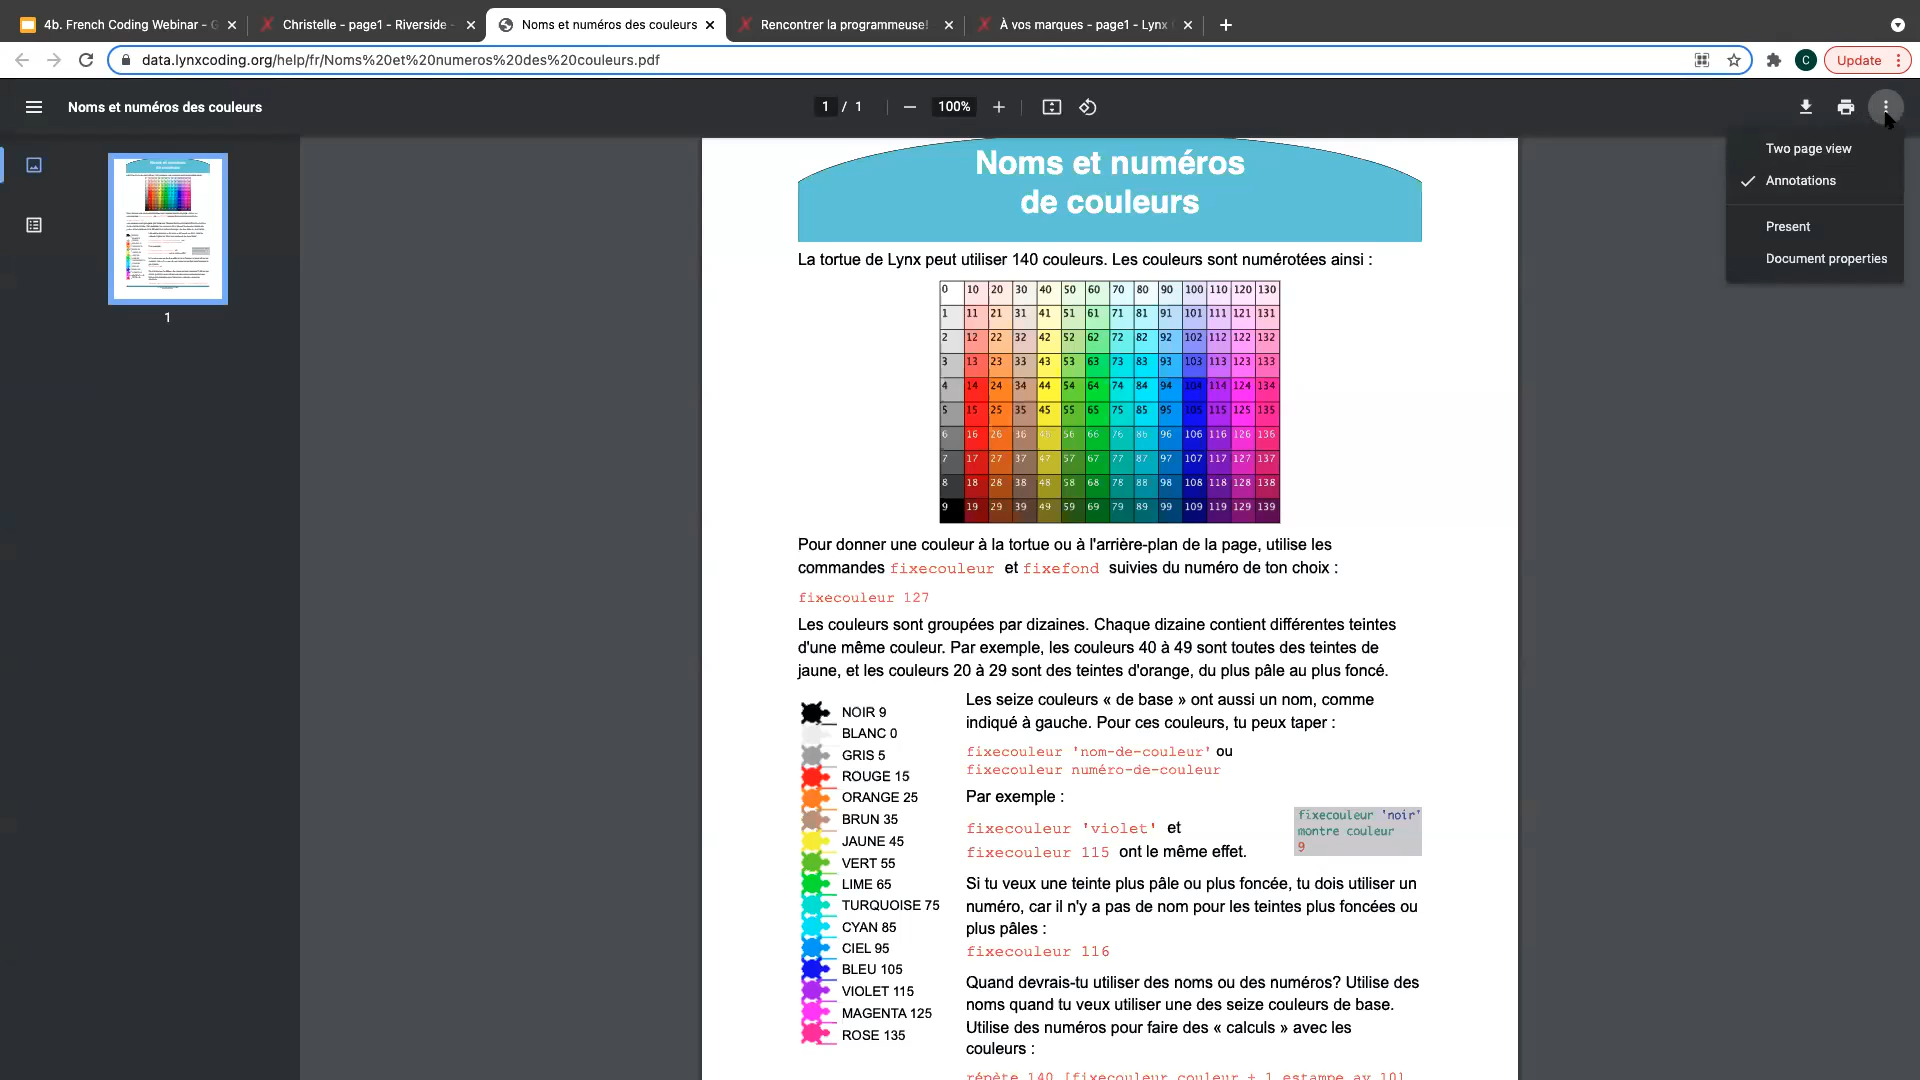 4b. French Coding Webinar - G
Christelle - page1 - Riverside -
Noms et numéros des couleurs
Rencontrer la programmeuse!
À vos marques - page1 - Lynx
data.lynxcoding.org/help/fr/Noms%20et%20numeros%20des%20couleurs.pdf
C
Update
Noms et numéros des couleurs
1 / 1
100%
Two page view
Annotations
Present
Document properties
1
Noms et numéros
de couleurs
La tortue de Lynx peut utiliser 140 couleurs. Les couleurs sont numérotées ainsi :
0 10 20 30 40 50 60 70 80 90 100 110 120 130
1 11 21 31 41 51 61 71 81 91 101 111 121 131
2 12 22 32 42 52 62 72 82 92 102 112 122 132
3 13 23 33 43 53 63 73 83 93 103 113 123 133
4 14 24 34 44 54 64 74 84 94 104 114 124 134
5 15 25 35 45 55 65 75 85 95 105 115 125 135
6 16 26 36 46 56 66 76 86 96 106 116 126 136
7 17 27 37 47 57 67 77 87 97 107 117 127 137
8 18 28 38 48 58 68 78 88 98 108 118 128 138
9 19 29 39 49 59 69 79 89 99 109 119 129 139
Pour donner une couleur à la tortue ou à l'arrière-plan de la page, utilise les
commandes fixecouleur et fixefond suivies du numéro de ton choix :
fixecouleur 127
Les couleurs sont groupées par dizaines. Chaque dizaine contient différentes teintes
d'une même couleur. Par exemple, les couleurs 40 à 49 sont toutes des teintes de
jaune, et les couleurs 20 à 29 sont des teintes d'orange, du plus pâle au plus foncé.
NOIR 9
BLANC 0
GRIS 5
ROUGE 15
ORANGE 25
BRUN 35
JAUNE 45
VERT 55
LIME 65
TURQUOISE 75
CYAN 85
CIEL 95
BLEU 105
VIOLET 115
MAGENTA 125
ROSE 135
Les seize couleurs « de base » ont aussi un nom, comme
indiqué à gauche. Pour ces couleurs, tu peux taper :
fixecouleur 'nom-de-couleur' ou
fixecouleur numéro-de-couleur
Par exemple :
fixecouleur 'violet' et
fixecouleur 115 ont le même effet.
fixecouleur 'noir'
montre couleur
9
Si tu veux une teinte plus pâle ou plus foncée, tu dois utiliser un
numéro, car il n'y a pas de nom pour les teintes plus foncées ou
plus pâles :
fixecouleur 116
Quand devrais-tu utiliser des noms ou des numéros? Utilise des
noms quand tu veux utiliser une des seize couleurs de base.
Utilise des numéros pour faire des « calculs » avec les
couleurs :
répète 140 [fixecouleur couleur + 1 estampe av 10]